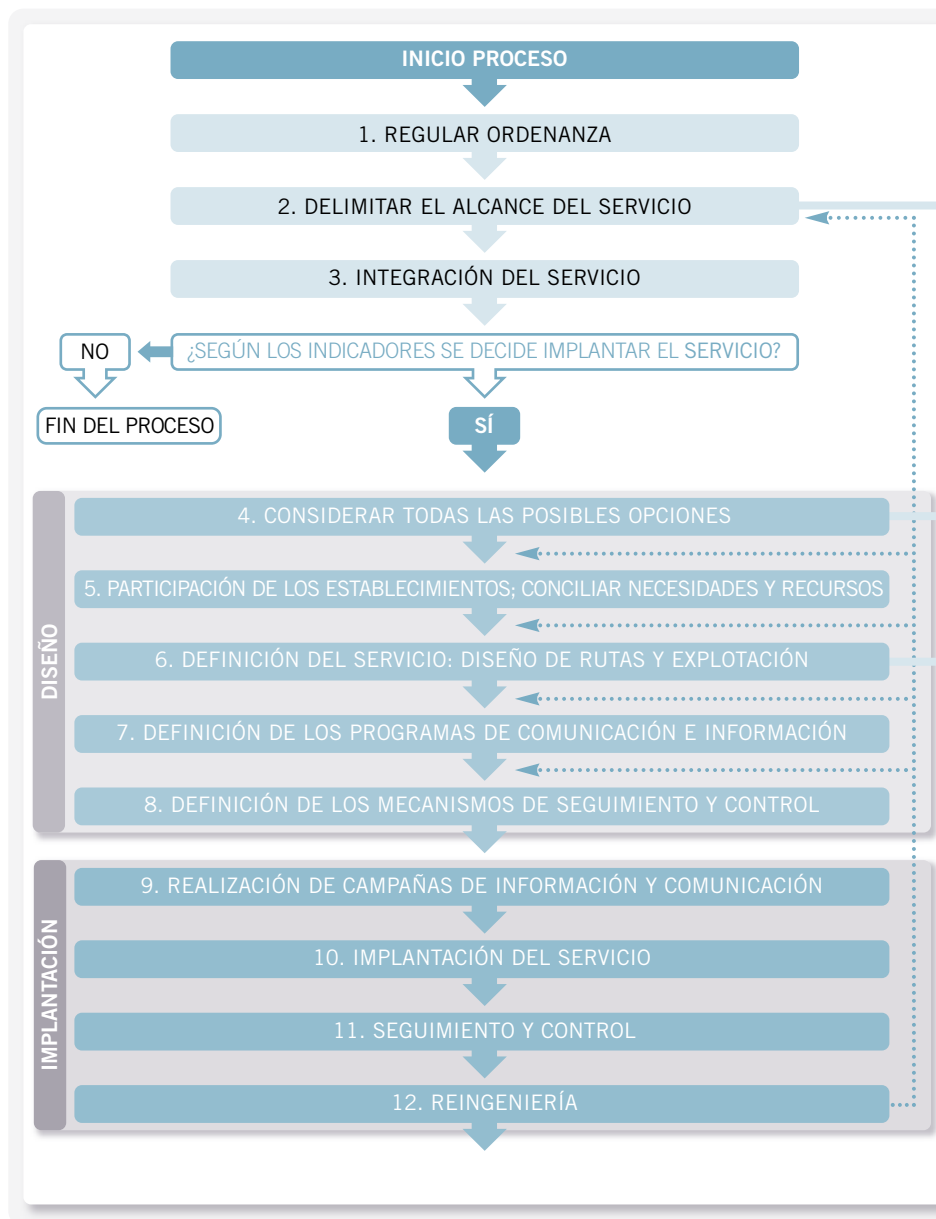 INICIO PROCESO
1. REGULAR ORDENANZA
2. DELIMITAR EL ALCANCE DEL SERVICIO
3. INTEGRACIÓN DEL SERVICIO
NO
¿SEGÚN LOS INDICADORES SE DECIDE IMPLANTAR EL SERVICIO?
FIN DEL PROCESO
SÍ
DISEÑO
4. CONSIDERAR TODAS LAS POSIBLES OPCIONES
5. PARTICIPACIÓN DE LOS ESTABLECIMIENTOS; CONCILIAR NECESIDADES Y RECURSOS
6. DEFINICIÓN DEL SERVICIO: DISEÑO DE RUTAS Y EXPLOTACIÓN
7. DEFINICIÓN DE LOS PROGRAMAS DE COMUNICACIÓN E INFORMACIÓN
8. DEFINICIÓN DE LOS MECANISMOS DE SEGUIMIENTO Y CONTROL
IMPLANTACIÓN
9. REALIZACIÓN DE CAMPAÑAS DE INFORMACIÓN Y COMUNICACIÓN
10. IMPLANTACIÓN DEL SERVICIO
11. SEGUIMIENTO Y CONTROL
12. REINGENIERÍA